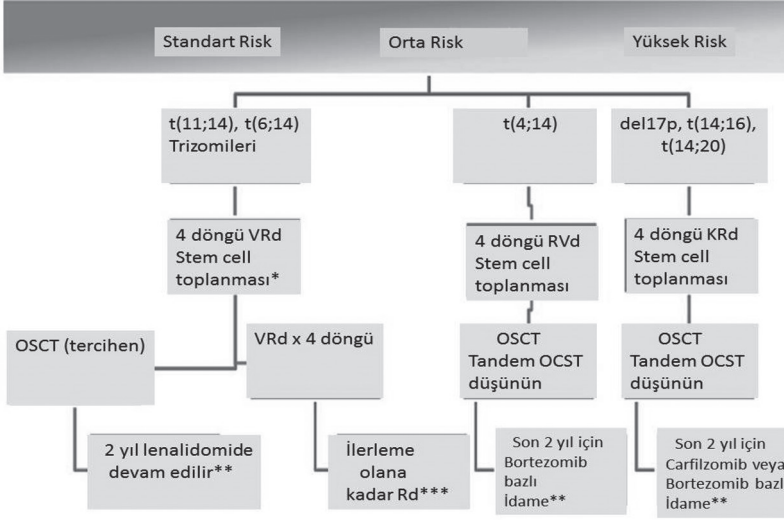 Standart Risk
Orta Risk
Yüksek Risk
t(11;14), t(6;14)
Trizomileri
t(4;14)
del17p, t(14;16),
t(14;20)
4 döngü VRd
Stem cell
toplanması*
4 döngü RVd
Stem cell
toplanması
4 döngü KRd
Stem cell
toplanması
OSCT (tercihen)
VRd x 4 döngü
OSCT
Tandem OCST
düşünün
OSCT
Tandem OCST
düşünün
2 yıl lenalidomide
devam edilir**
İlerleme
olana
kadar Rd***
Son 2 yıl için
Bortezomib
bazlı
İdame**
Son 2 yıl için
Carfilzomib veya
Bortezomib bazlı
İdame**